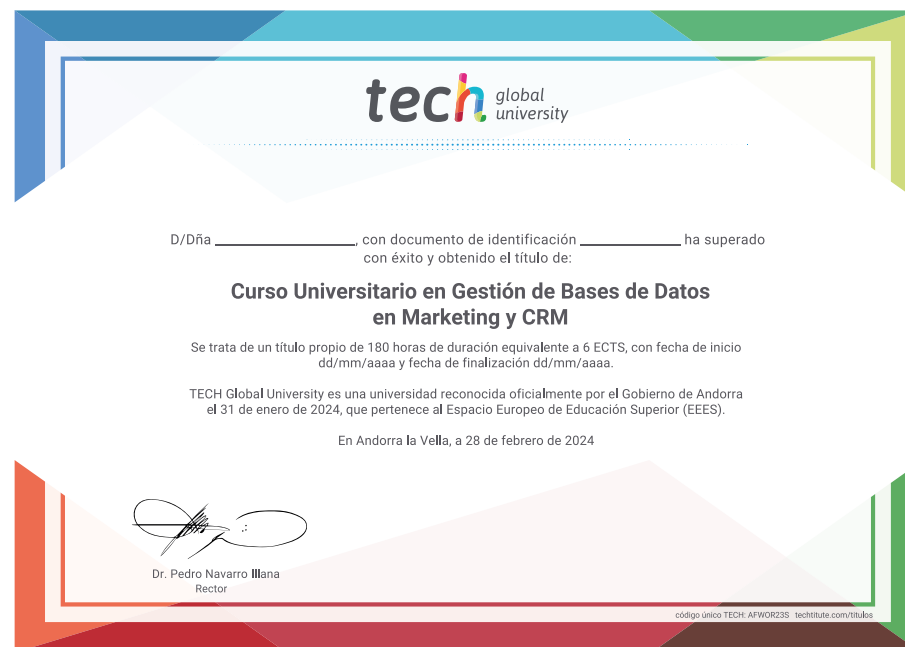 tech global university
D/Dña ________________, con documento de identificación ____________ ha superado
con éxito y obtenido el título de:
Curso Universitario en Gestión de Bases de Datos
en Marketing y CRM
Se trata de un título propio de 180 horas de duración equivalente a 6 ECTS, con fecha de inicio
dd/mm/aaaa y fecha de finalización dd/mm/aaaa.
TECH Global University es una universidad reconocida oficialmente por el Gobierno de Andorra
el 31 de enero de 2024, que pertenece al Espacio Europeo de Educación Superior (EEES).
En Andorra la Vella, a 28 de febrero de 2024
Dr. Pedro Navarro Illana
Rector
código único TECH: AFWOR23S techtitute.com/titulos